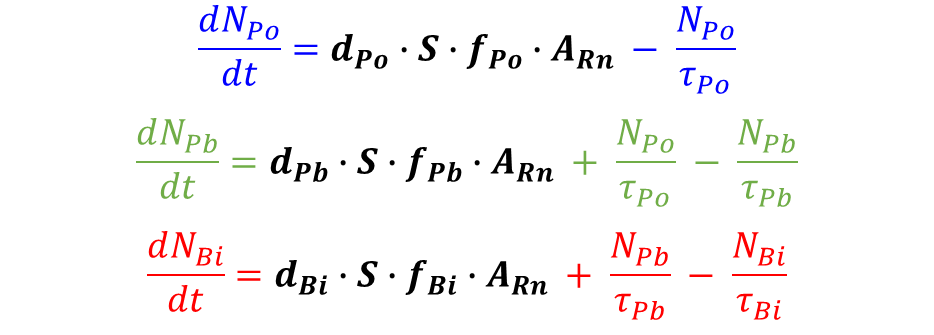 dN_Po/dt = d_Po · S · f_Po · A_Rn − N_Po/τ_Po
dN_Pb/dt = d_Pb · S · f_Pb · A_Rn + N_Po/τ_Po − N_Pb/τ_Pb
dN_Bi/dt = d_Bi · S · f_Bi · A_Rn + N_Pb/τ_Pb − N_Bi/τ_Bi